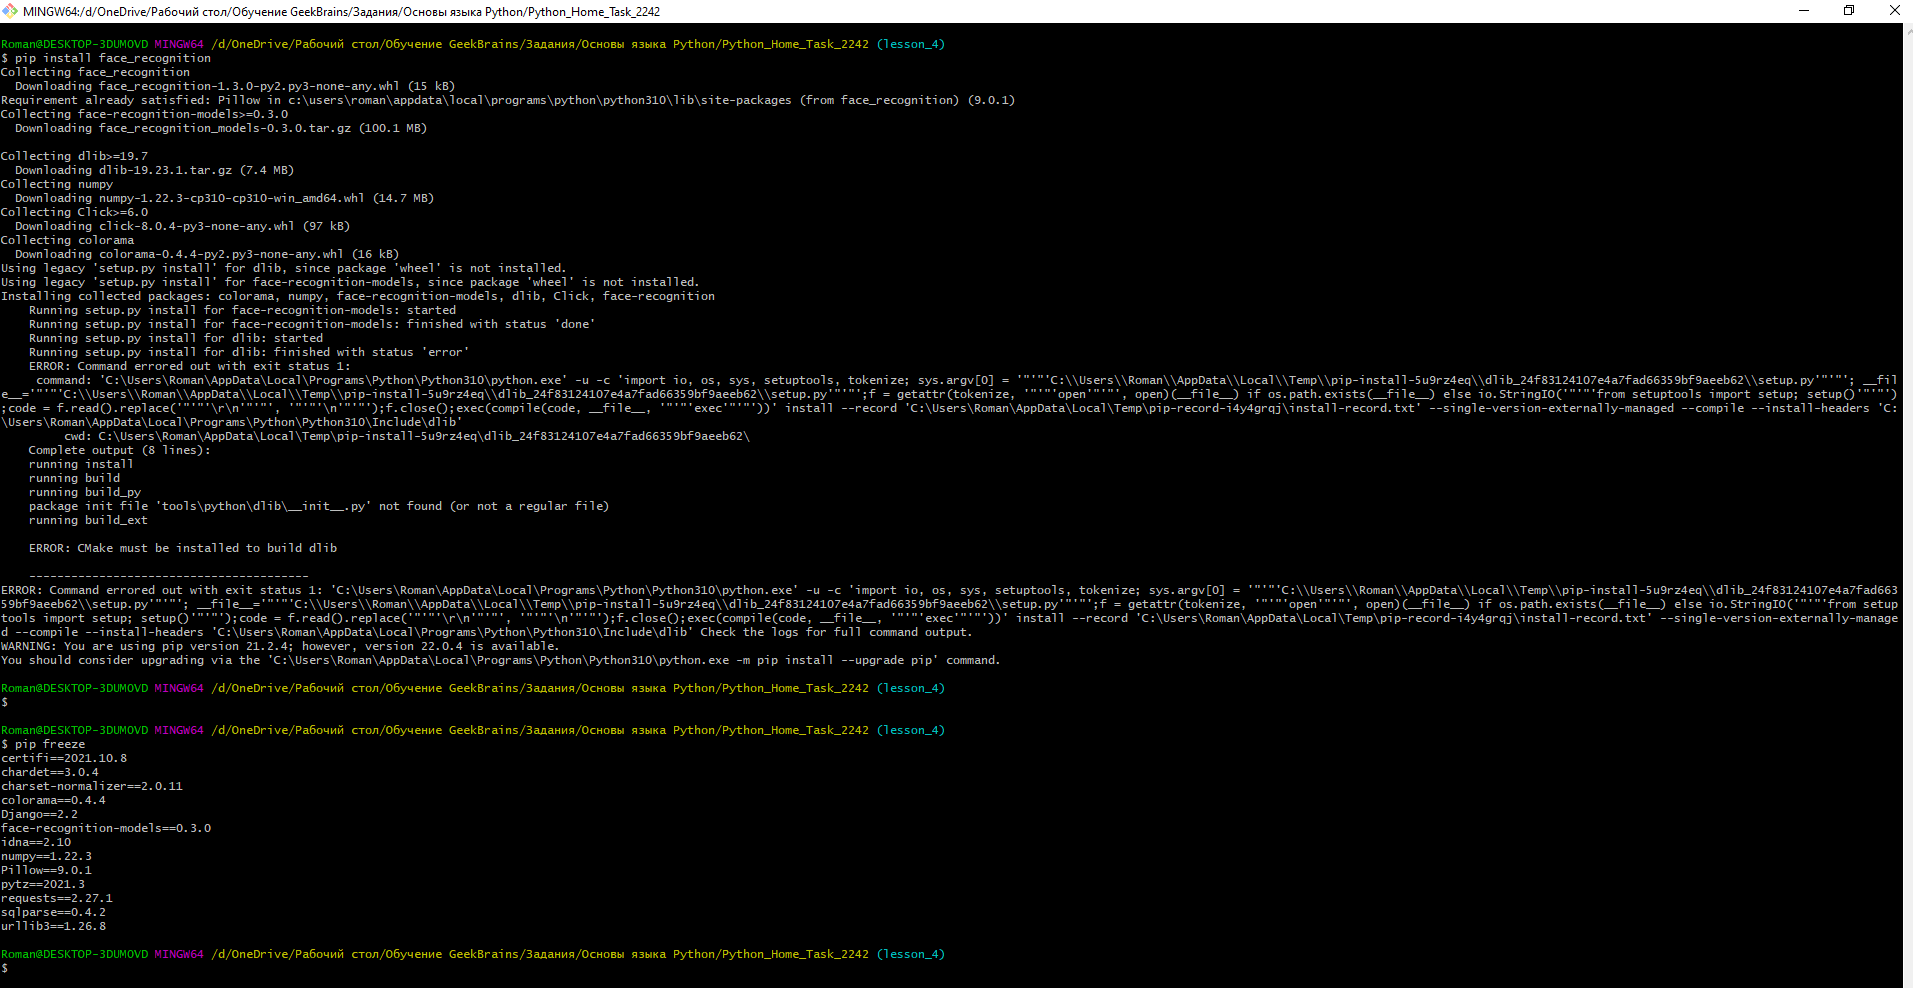 MINGW64:/d/OneDrive/Рабочий стол/Обучение GeekBrains/Задания/Основы языка Python/Python_Home_Task_2242
Roman@DESKTOP-3DUMOVD MINGW64 /d/OneDrive/Рабочий стол/Обучение GeekBrains/Задания/Основы языка Python/Python_Home_Task_2242 (lesson_4)
$ pip install face_recognition
Collecting face_recognition
  Downloading face_recognition-1.3.0-py2.py3-none-any.whl (15 kB)
Requirement already satisfied: Pillow in c:\users\roman\appdata\local\programs\python\python310\lib\site-packages (from face_recognition) (9.0.1)
Collecting face-recognition-models>=0.3.0
  Downloading face_recognition_models-0.3.0.tar.gz (100.1 MB)
Collecting dlib>=19.7
  Downloading dlib-19.23.1.tar.gz (7.4 MB)
Collecting numpy
  Downloading numpy-1.22.3-cp310-cp310-win_amd64.whl (14.7 MB)
Collecting Click>=6.0
  Downloading click-8.0.4-py3-none-any.whl (97 kB)
Collecting colorama
  Downloading colorama-0.4.4-py2.py3-none-any.whl (16 kB)
Using legacy 'setup.py install' for dlib, since package 'wheel' is not installed.
Using legacy 'setup.py install' for face-recognition-models, since package 'wheel' is not installed.
Installing collected packages: colorama, numpy, face-recognition-models, dlib, Click, face-recognition
    Running setup.py install for face-recognition-models: started
    Running setup.py install for face-recognition-models: finished with status 'done'
    Running setup.py install for dlib: started
    Running setup.py install for dlib: finished with status 'error'
    ERROR: Command errored out with exit status 1:
     command: 'C:\Users\Roman\AppData\Local\Programs\Python\Python310\python.exe' -u -c 'import io, os, sys, setuptools, tokenize; sys.argv[0] = '"'"'C:\\Users\\Roman\\AppData\\Local\\Temp\\pip-install-5u9rz4eq\\dlib_24f83124107e4a7fad66359bf9aeeb62\\setup.py'"'"'; __fil
e__='"'"'C:\\Users\\Roman\\AppData\\Local\\Temp\\pip-install-5u9rz4eq\\dlib_24f83124107e4a7fad66359bf9aeeb62\\setup.py'"'"';f = getattr(tokenize, '"'"'open'"'"', open)(__file__) if os.path.exists(__file__) else io.StringIO('"'"'from setuptools import setup; setup()'"'"')
;code = f.read().replace('"'"'\r\n'"'"', '"'"'\n'"'"');f.close();exec(compile(code, __file__, '"'"'exec'"'"'))' install --record 'C:\Users\Roman\AppData\Local\Temp\pip-record-i4y4grqj\install-record.txt' --single-version-externally-managed --compile --install-headers 'C:
\Users\Roman\AppData\Local\Programs\Python\Python310\Include\dlib'
         cwd: C:\Users\Roman\AppData\Local\Temp\pip-install-5u9rz4eq\dlib_24f83124107e4a7fad66359bf9aeeb62\
    Complete output (8 lines):
    running install
    running build
    running build_py
    package init file 'tools\python\dlib\__init__.py' not found (or not a regular file)
    running build_ext
    ERROR: CMake must be installed to build dlib
    ----------------------------------------
ERROR: Command errored out with exit status 1: 'C:\Users\Roman\AppData\Local\Programs\Python\Python310\python.exe' -u -c 'import io, os, sys, setuptools, tokenize; sys.argv[0] = '"'"'C:\\Users\\Roman\\AppData\\Local\\Temp\\pip-install-5u9rz4eq\\dlib_24f83124107e4a7fad663
59bf9aeeb62\\setup.py'"'"'; __file__='"'"'C:\\Users\\Roman\\AppData\\Local\\Temp\\pip-install-5u9rz4eq\\dlib_24f83124107e4a7fad66359bf9aeeb62\\setup.py'"'"';f = getattr(tokenize, '"'"'open'"'"', open)(__file__) if os.path.exists(__file__) else io.StringIO('"'"'from setup
tools import setup; setup()'"'"');code = f.read().replace('"'"'\r\n'"'"', '"'"'\n'"'"');f.close();exec(compile(code, __file__, '"'"'exec'"'"'))' install --record 'C:\Users\Roman\AppData\Local\Temp\pip-record-i4y4grqj\install-record.txt' --single-version-externally-manage
d --compile --install-headers 'C:\Users\Roman\AppData\Local\Programs\Python\Python310\Include\dlib' Check the logs for full command output.
WARNING: You are using pip version 21.2.4; however, version 22.0.4 is available.
You should consider upgrading via the 'C:\Users\Roman\AppData\Local\Programs\Python\Python310\python.exe -m pip install --upgrade pip' command.
Roman@DESKTOP-3DUMOVD MINGW64 /d/OneDrive/Рабочий стол/Обучение GeekBrains/Задания/Основы языка Python/Python_Home_Task_2242 (lesson_4)
$
Roman@DESKTOP-3DUMOVD MINGW64 /d/OneDrive/Рабочий стол/Обучение GeekBrains/Задания/Основы языка Python/Python_Home_Task_2242 (lesson_4)
$ pip freeze
certifi==2021.10.8
chardet==3.0.4
charset-normalizer==2.0.11
colorama==0.4.4
Django==2.2
face-recognition-models==0.3.0
idna==2.10
numpy==1.22.3
Pillow==9.0.1
pytz==2021.3
requests==2.27.1
sqlparse==0.4.2
urllib3==1.26.8
Roman@DESKTOP-3DUMOVD MINGW64 /d/OneDrive/Рабочий стол/Обучение GeekBrains/Задания/Основы языка Python/Python_Home_Task_2242 (lesson_4)
$